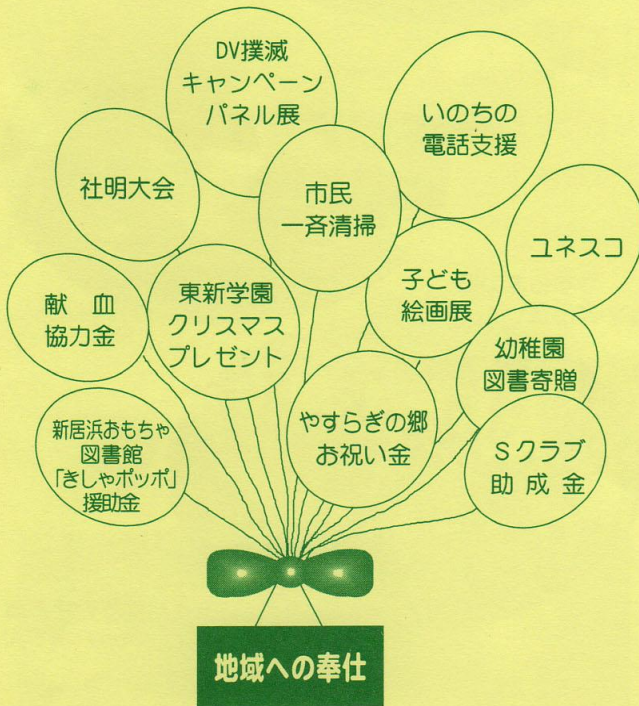 DV撲滅
キャンペーン
パネル展
いのちの
電話支援
社明大会
市民
一斉清掃
ユネスコ
子ども
絵画展
東新学園
クリスマス
プレゼント
献血
協力金
幼稚園
図書寄贈
やすらぎの郷
お祝い金
新居浜おもちゃ
図書館
「きしゃポッポ」
援助金
Sクラブ
助成金
地域への奉仕